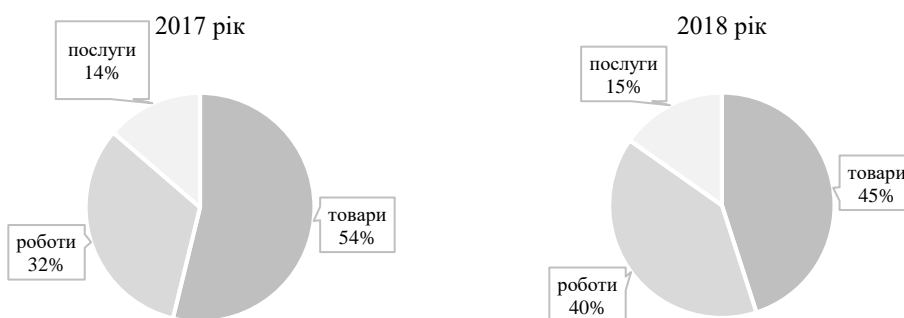 2017 рік
послуги
14%
товари
54%
роботи
32%
2018 рік
послуги
15%
товари
45%
роботи
40%